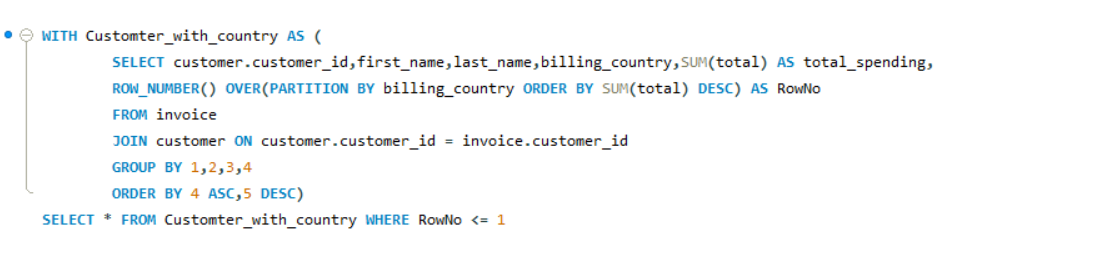 WITH Customter_with_country AS (
SELECT customer.customer_id,first_name,last_name,billing_country,SUM(total) AS total_spending,
ROW_NUMBER() OVER(PARTITION BY billing_country ORDER BY SUM(total) DESC) AS RowNo
FROM invoice
JOIN customer ON customer.customer_id = invoice.customer_id
GROUP BY 1,2,3,4
ORDER BY 4 ASC,5 DESC)
SELECT * FROM Customter_with_country WHERE RowNo <= 1